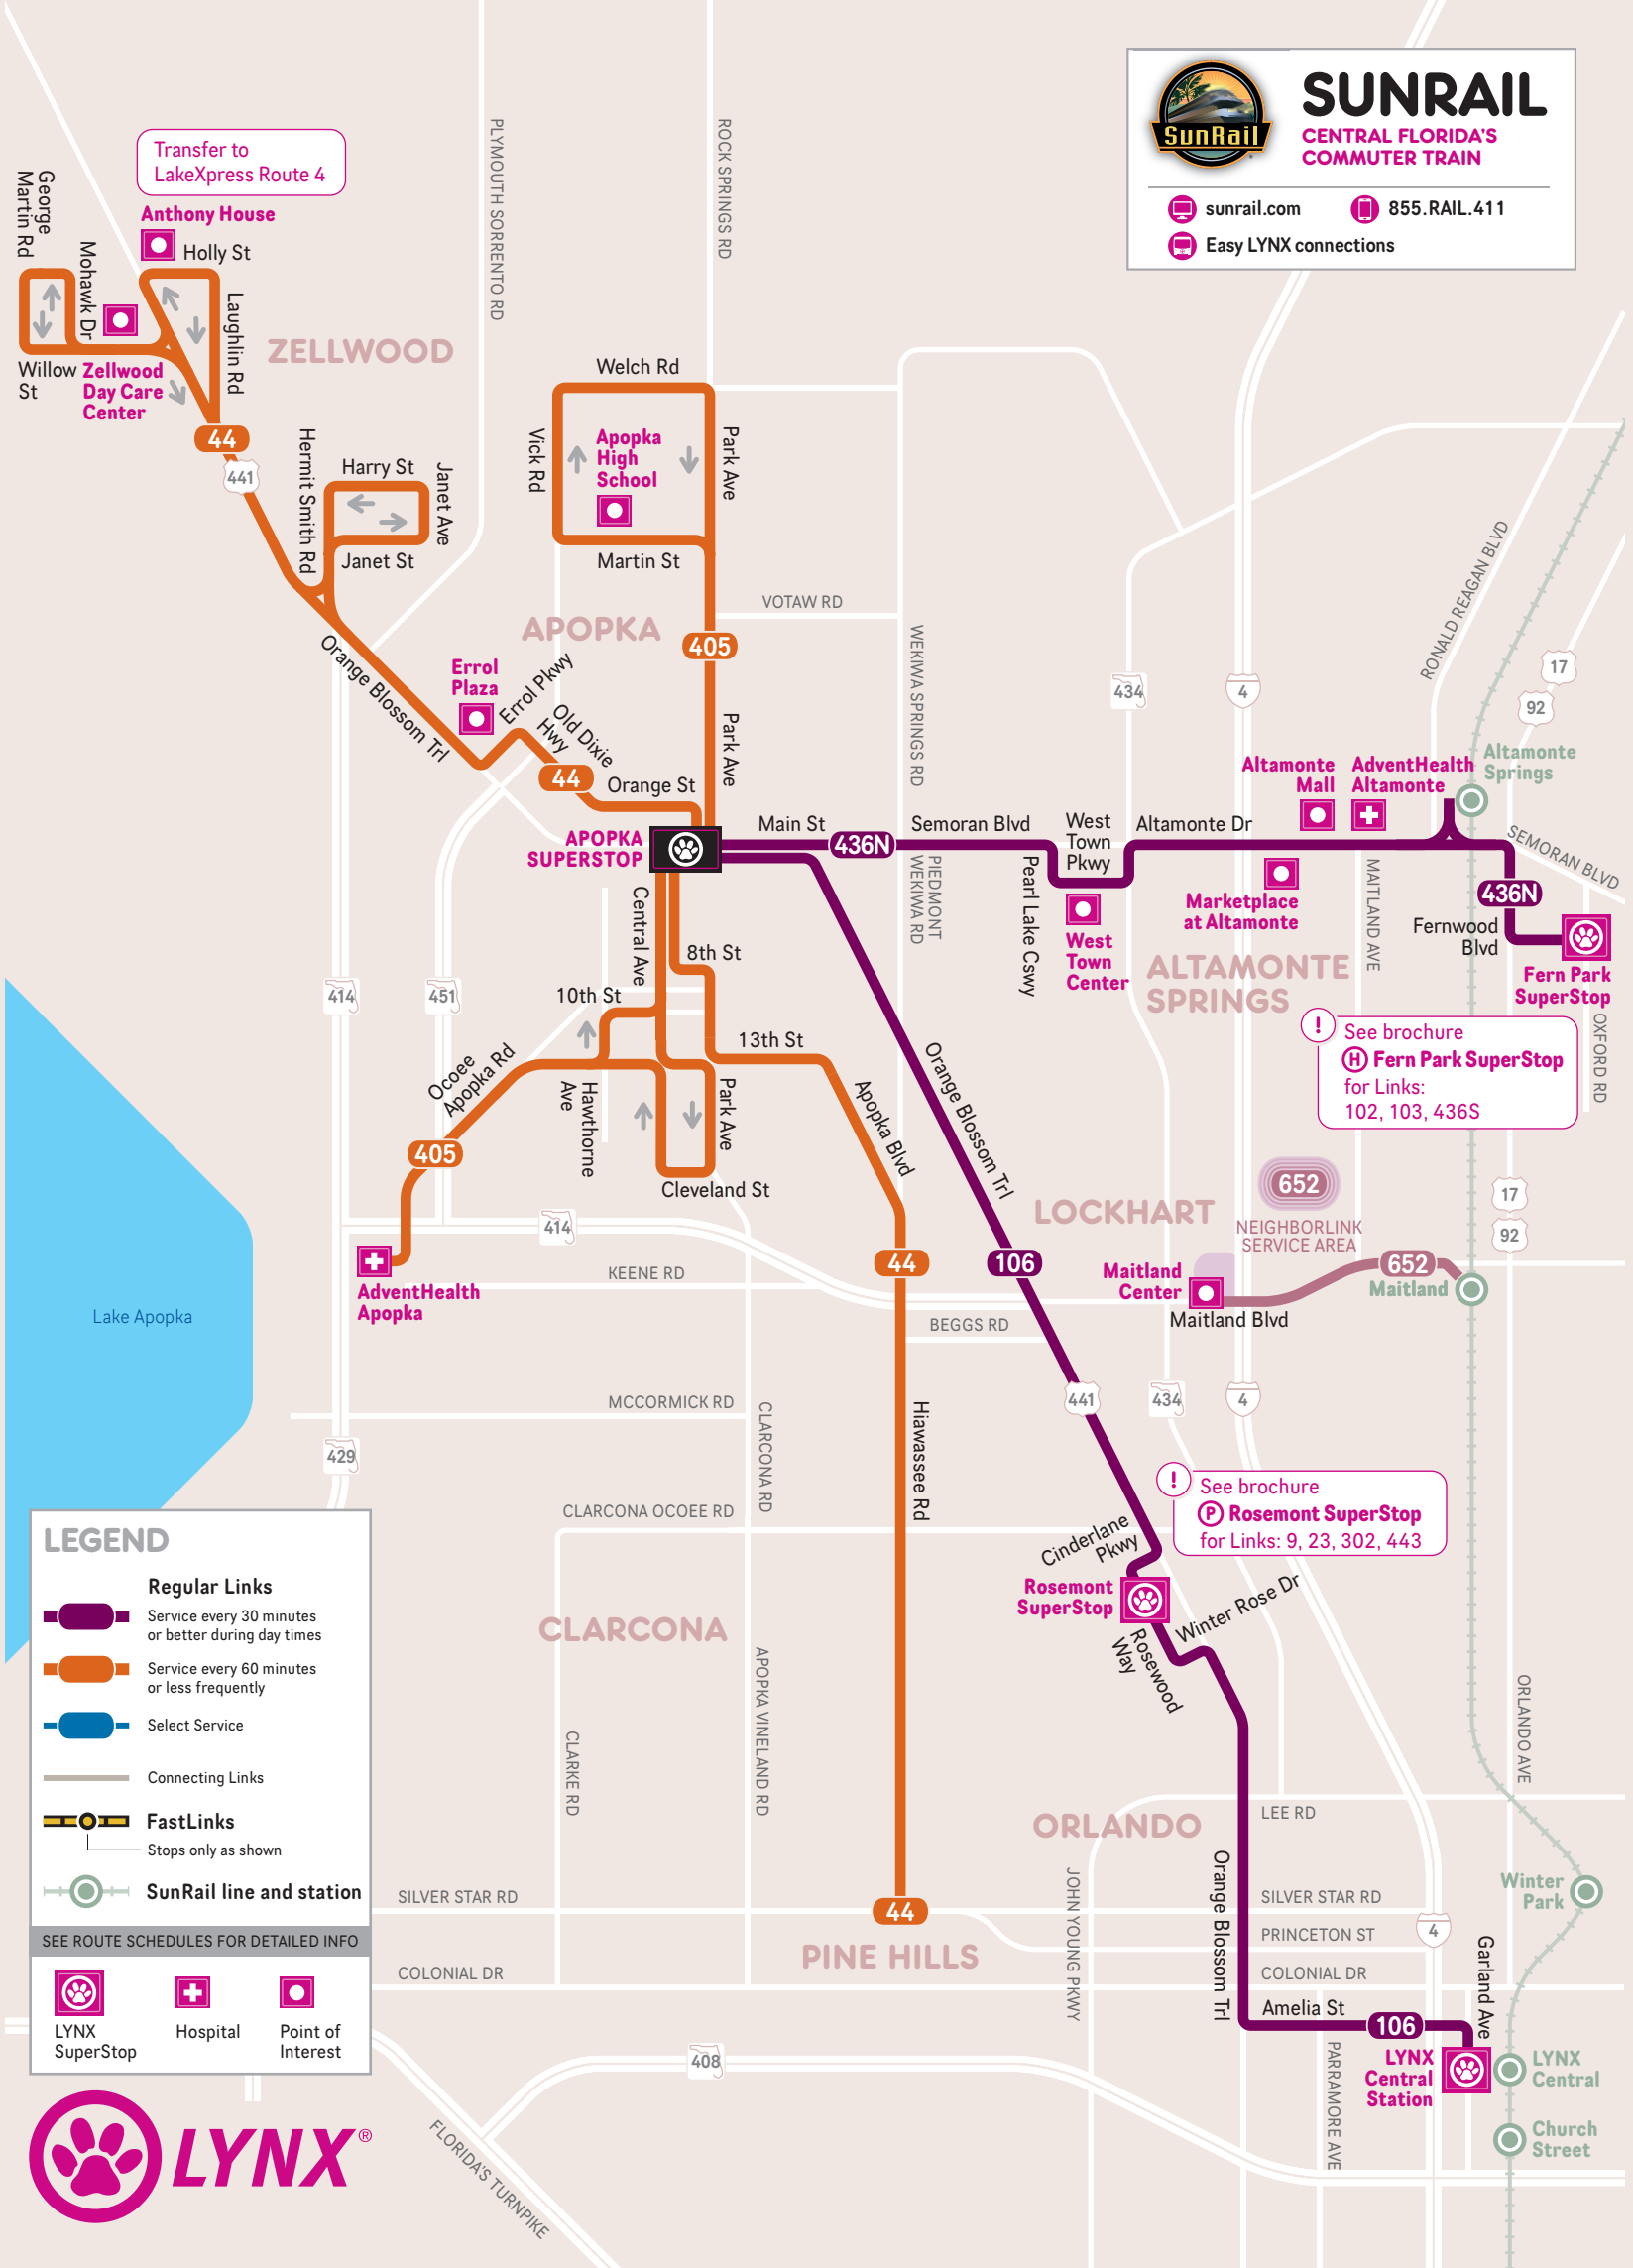 SunRail
SUNRAIL
CENTRAL FLORIDA'S
COMMUTER TRAIN
sunrail.com
855.RAIL.411
Easy LYNX connections
Transfer to
LakeXpress Route 4
Anthony House
George
Martin Rd
Mohawk Dr
Holly St
Laughlin Rd
Willow
St
Zellwood
Day Care
Center
ZELLWOOD
44
441
PLYMOUTH SORRENTO RD
ROCK SPRINGS RD
Hermit Smith Rd
Harry St
Janet Ave
Janet St
Welch Rd
Vick Rd
Apopka
High
School
Park Ave
Martin St
VOTAW RD
APOPKA
405
WEKIWA SPRINGS RD
Orange Blossom Trl
Errol
Plaza
Errol Pkwy
Old Dixie
Hwy
44
Orange St
Park Ave
434
4
RONALD REAGAN BLVD
17
92
Altamonte
Springs
Altamonte
Mall
AdventHealth
Altamonte
APOPKA
SUPERSTOP
Main St
436N
Semoran Blvd
West
Town
Pkwy
Altamonte Dr
SEMORAN BLVD
PIEDMONT
WEKIWA RD
Pearl Lake Cswy
West
Town
Center
Marketplace
at Altamonte
MAITLAND AVE
436N
Fernwood
Blvd
Fern Park
SuperStop
ALTAMONTE
SPRINGS
OXFORD RD
!
See brochure
H Fern Park SuperStop
for Links:
102, 103, 436S
Central Ave
8th St
10th St
13th St
414
451
Ocoee
Apopka Rd
Hawthorne
Ave
Park Ave
Apopka Blvd
Orange Blossom Trl
405
Cleveland St
LOCKHART
652
NEIGHBORLINK
SERVICE AREA
17
92
414
44
106
652
Maitland
Maitland
Center
Maitland Blvd
KEENE RD
AdventHealth
Apopka
Lake Apopka
BEGGS RD
MCCORMICK RD
CLARCONA RD
Hiawassee Rd
441
434
4
429
CLARCONA OCOEE RD
!
See brochure
P Rosemont SuperStop
for Links: 9, 23, 302, 443
Cinderlane
Pkwy
Rosemont
SuperStop
Winter Rose Dr
Rosewood
Way
CLARCONA
APOPKA VINELAND RD
CLARKE RD
ORLANDO AVE
ORLANDO
LEE RD
Orange Blossom Trl
JOHN YOUNG PKWY
Winter
Park
SILVER STAR RD
44
SILVER STAR RD
PRINCETON ST
4
PINE HILLS
COLONIAL DR
COLONIAL DR
Garland Ave
Amelia St
106
PARRAMORE AVE
LYNX
Central
Station
LYNX
Central
Church
Street
408
FLORIDA'S TURNPIKE
LEGEND
Regular Links
Service every 30 minutes
or better during day times
Service every 60 minutes
or less frequently
Select Service
Connecting Links
FastLinks
Stops only as shown
SunRail line and station
SEE ROUTE SCHEDULES FOR DETAILED INFO
LYNX
SuperStop
Hospital
Point of
Interest
LYNX®